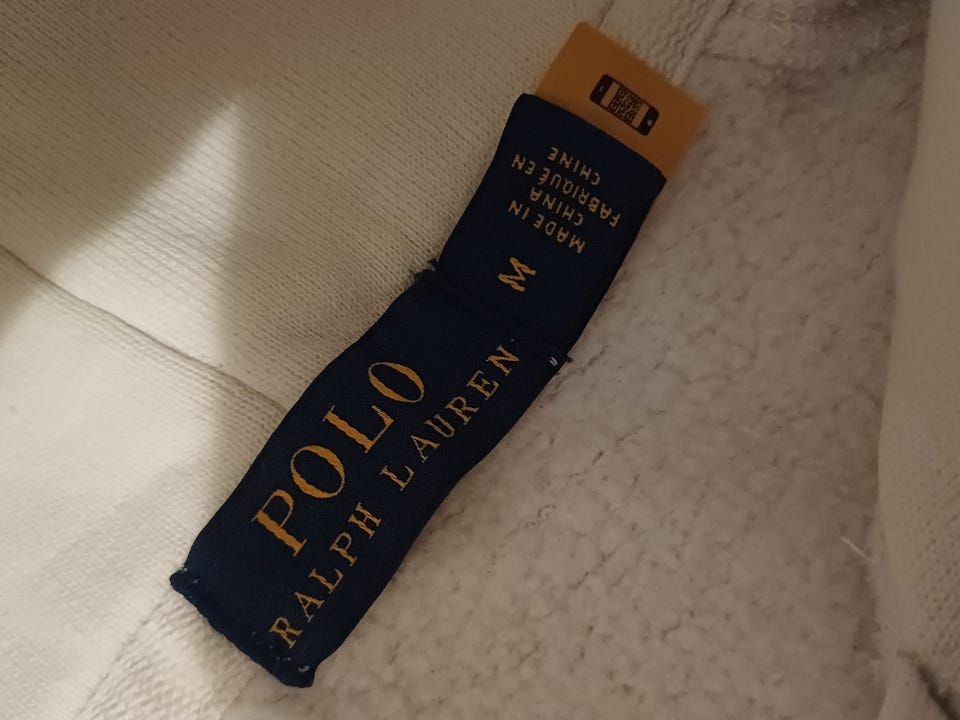 POLO
RALPH LAUREN
M
MADE IN
CHINA
FABRIQUÉ EN
CHINE